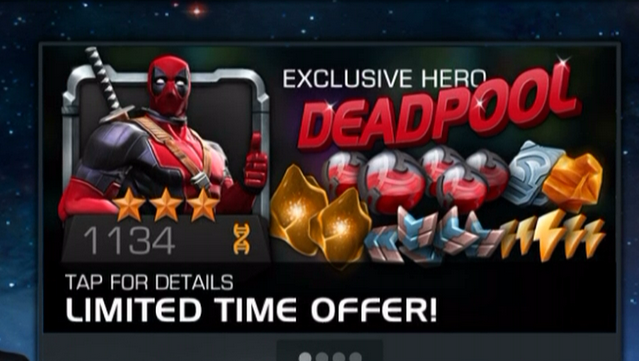 EXCLUSIVE HERO
DEADPOOL
1134
TAP FOR DETAILS
LIMITED TIME OFFER!